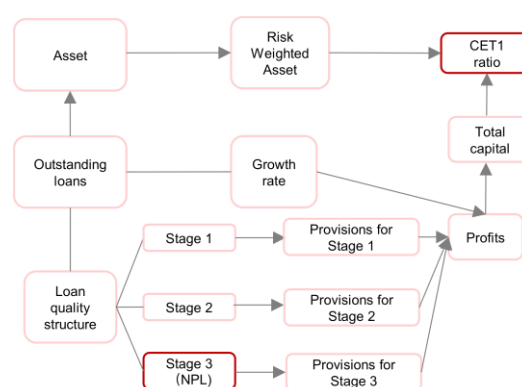 Asset
Risk
Weighted
Asset
CET1
ratio
Total
capital
Outstanding
loans
Growth
rate
Stage 1
Provisions for
Stage 1
Profits
Loan
quality
structure
Stage 2
Provisions for
Stage 2
Stage 3
(NPL)
Provisions for
Stage 3